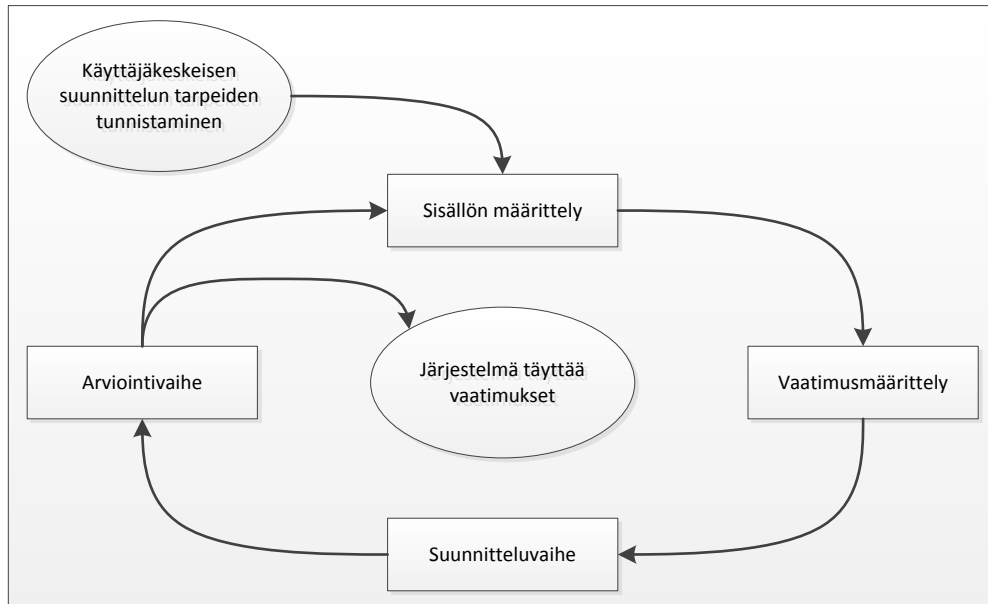 Käyttäjäkeskeisen
suunnittelun tarpeiden
tunnistaminen
Sisällön määrittely
Arviointivaihe
Järjestelmä täyttää
vaatimukset
Vaatimusmäärittely
Suunnitteluvaihe